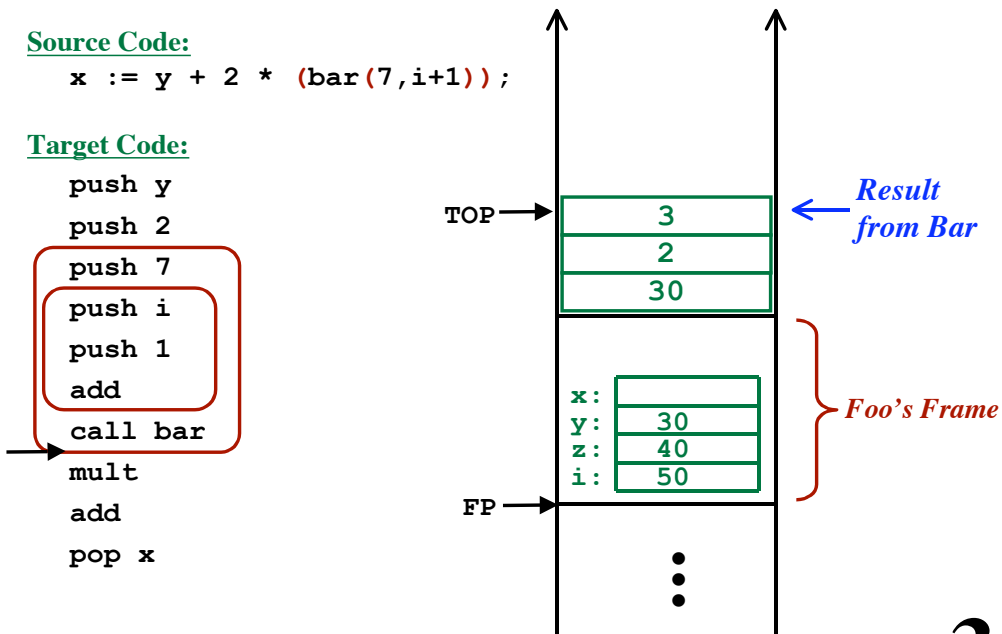 Source Code:
x := y + 2 * (bar(7,i+1));
Target Code:
push y
push 2
push 7
push i
push 1
add
call bar
mult
add
pop x
TOP
3
2
30
Result
from Bar
x:
y: 30
z: 40
i: 50
Foo’s Frame
FP